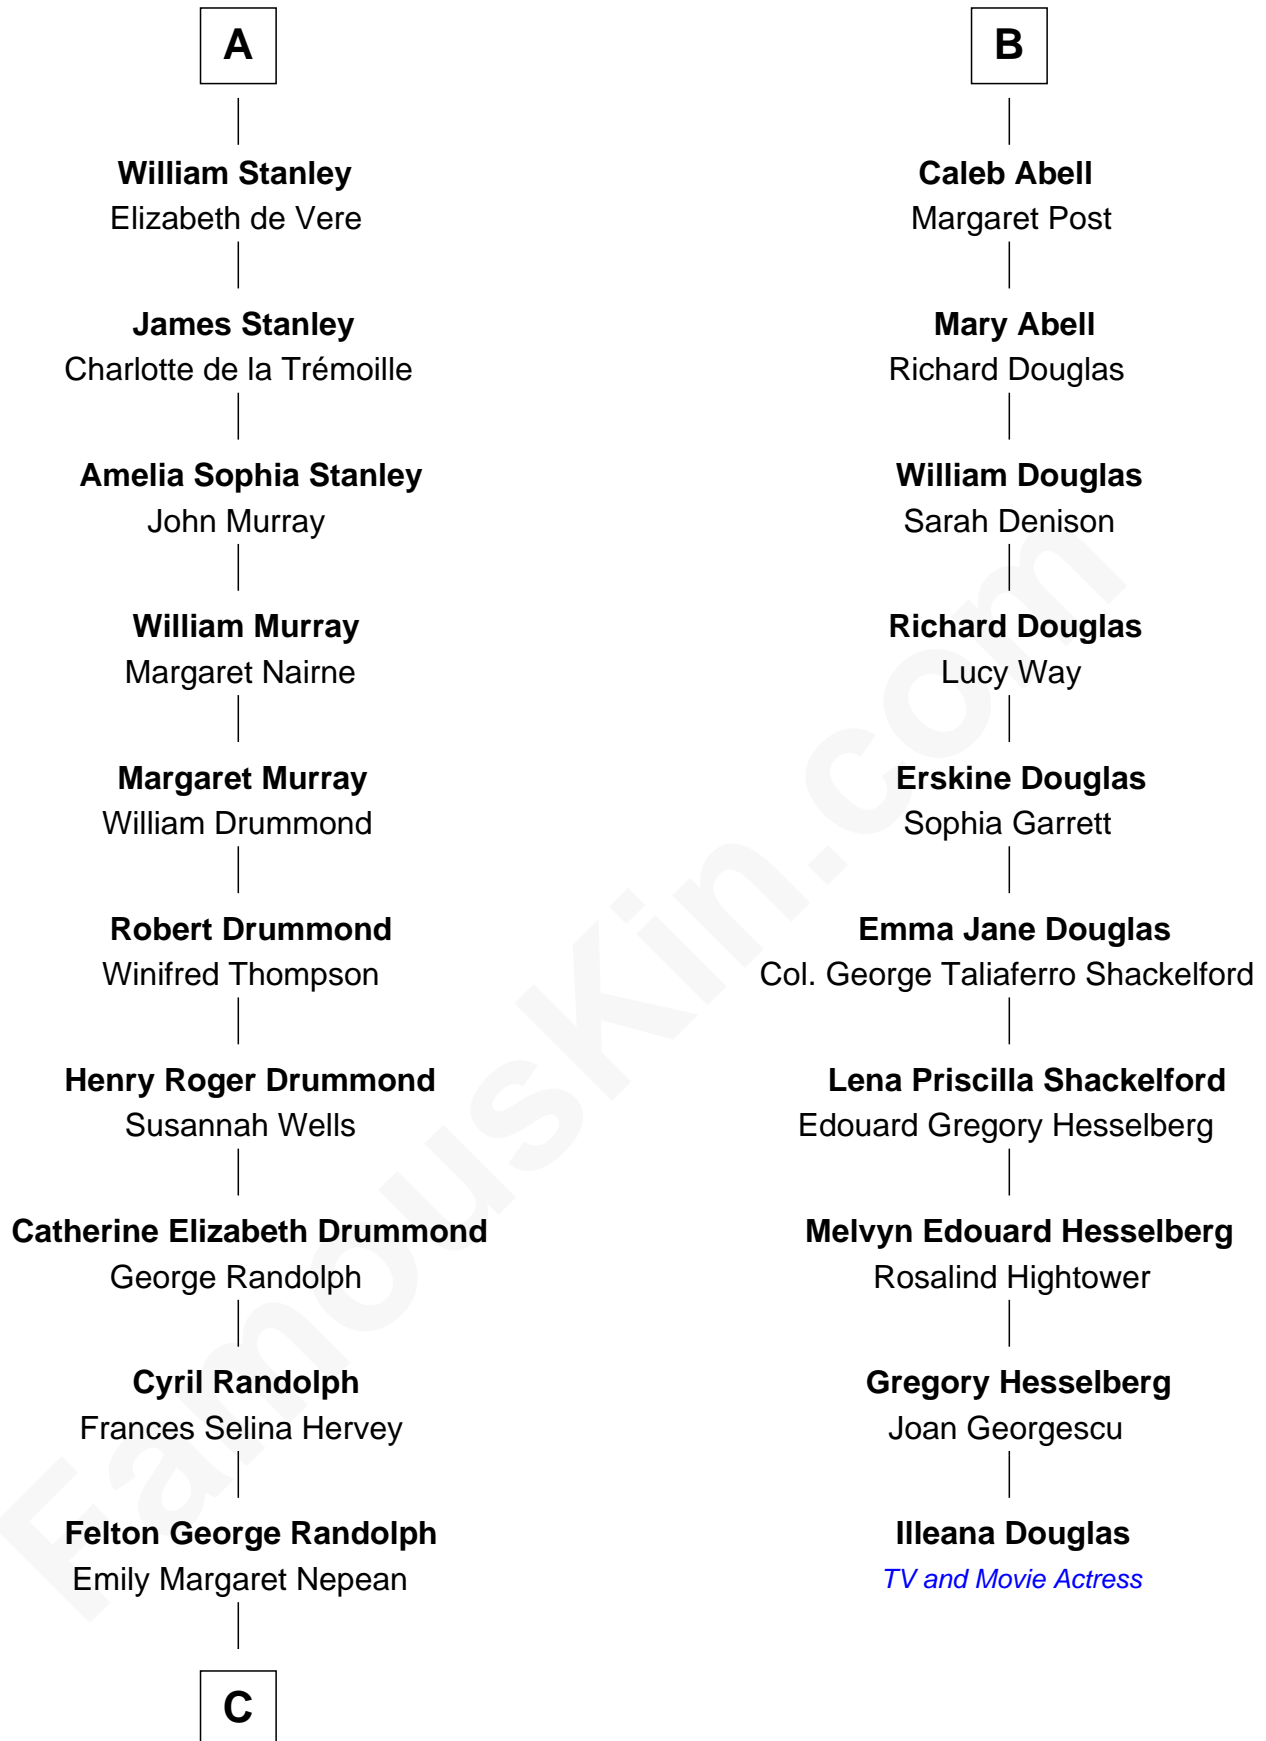 A
William Stanley
Elizabeth de Vere
James Stanley
Charlotte de la Trémoille
Amelia Sophia Stanley
John Murray
William Murray
Margaret Nairne
Margaret Murray
William Drummond
Robert Drummond
Winifred Thompson
Henry Roger Drummond
Susannah Wells
Catherine Elizabeth Drummond
George Randolph
Cyril Randolph
Frances Selina Hervey
Felton George Randolph
Emily Margaret Nepean
C
B
Caleb Abell
Margaret Post
Mary Abell
Richard Douglas
William Douglas
Sarah Denison
Richard Douglas
Lucy Way
Erskine Douglas
Sophia Garrett
Emma Jane Douglas
Col. George Taliaferro Shackelford
Lena Priscilla Shackelford
Edouard Gregory Hesselberg
Melvyn Edouard Hesselberg
Rosalind Hightower
Gregory Hesselberg
Joan Georgescu
Illeana Douglas
TV and Movie Actress
FamousKin.com